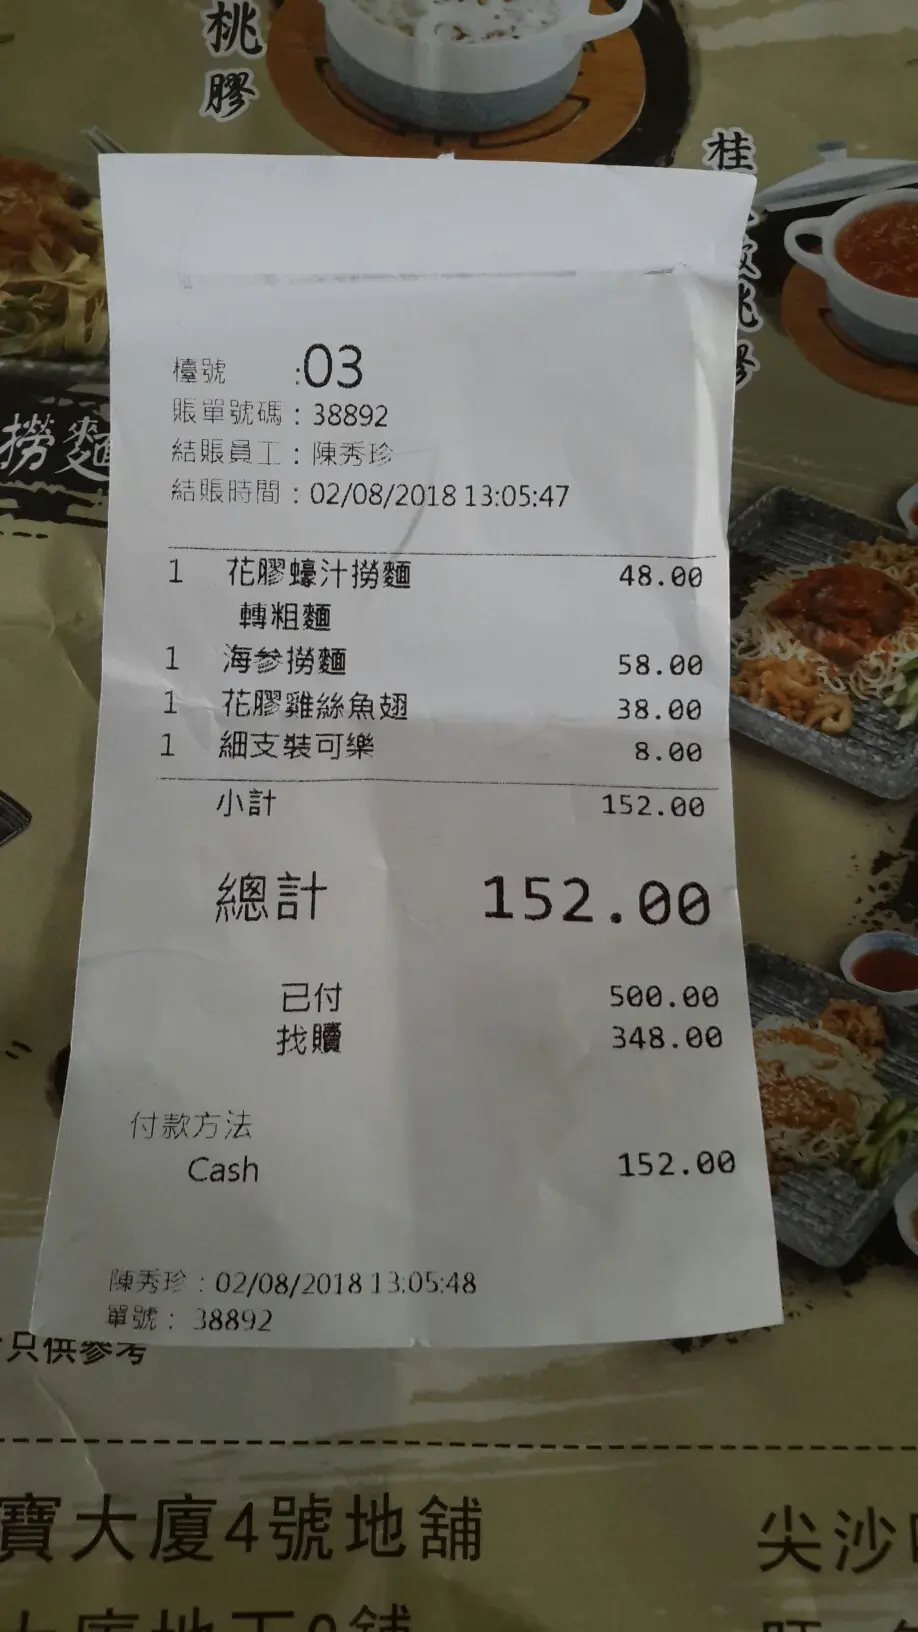 桃膠
桂
撈麵
檯號 :03
賬單號碼 : 38892
結賬員工 : 陳秀珍
結賬時間 : 02/08/2018 13:05:47
1 花膠蠔汁撈麵 48.00
轉粗麵
1 海參撈麵 58.00
1 花膠雞絲魚翅 38.00
1 細支裝可樂 8.00
小計 152.00
總計 152.00
已付 500.00
找贖 348.00
付款方法
Cash 152.00
陳秀珍 : 02/08/2018 13:05:48
單號 : 38892
只供參考
寶大廈4號地舖
尖沙